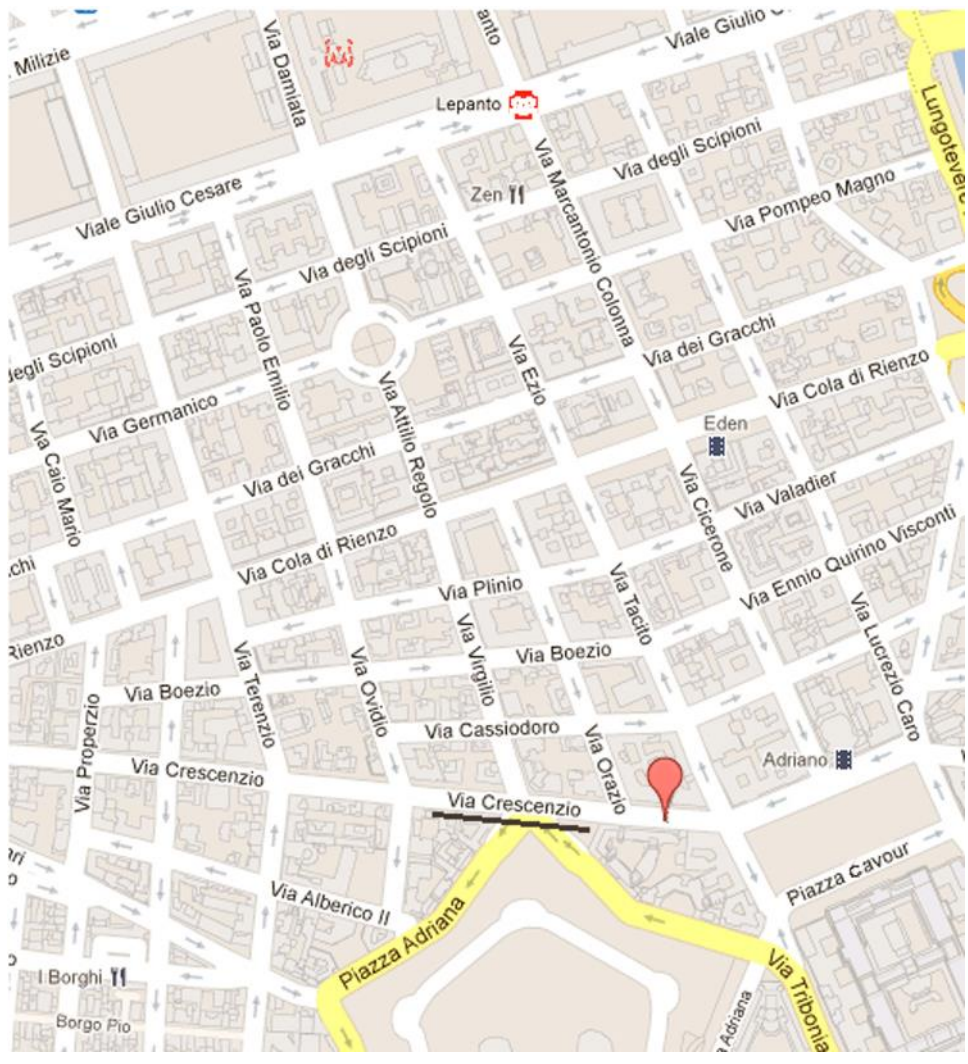 Milizie
Via Damiata
anto
Viale Giulio C
Lepanto
Lungotevere
Via degli Scipioni
Via Marcantonio Colonna
Zen
Viale Giulio Cesare
Via Pompeo Magno
Via degli Scipioni
Via Paolo Emilio
degli Scipioni
Via dei Gracchi
Via Ezio
Via Cola di Rienzo
Via Germanico
Via Attilio Regolo
Via Caio Mario
Eden
Via dei Gracchi
Via Cicerone
Via Valadier
Via Cola di Rienzo
cchi
Via Ennio Quirino Visconti
Via Plinio
Via Tacito
Rienzo
Via Virgilio
Via Boezio
Via Lucrezio Caro
Via Terenzio
Via Ovidio
Via Boezio
Via Properzio
Via Cassiodoro
Via Orazio
Adriano
Via Crescenzio
Via Crescenzio
ari
Piazza Cavour
Via Alberico II
Piazza Adriana
I Borghi
Via Tribonia
Borgo Pio
a Adriana